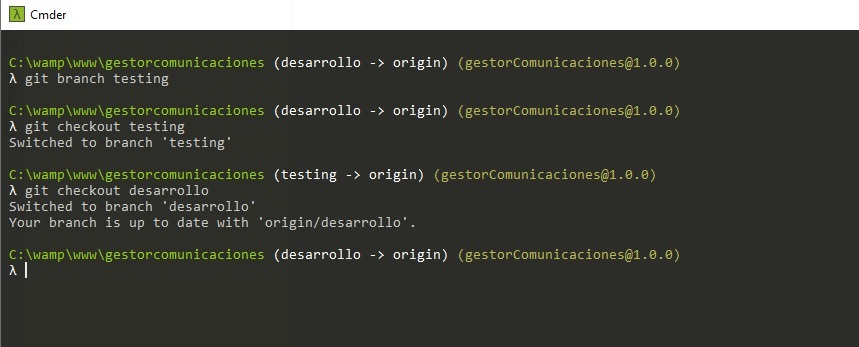 λ Cmder
C:\wamp\www\gestorcomunicaciones (desarrollo -> origin) (gestorComunicaciones@1.0.0)
λ git branch testing
C:\wamp\www\gestorcomunicaciones (desarrollo -> origin) (gestorComunicaciones@1.0.0)
λ git checkout testing
Switched to branch 'testing'
C:\wamp\www\gestorcomunicaciones (testing -> origin) (gestorComunicaciones@1.0.0)
λ git checkout desarrollo
Switched to branch 'desarrollo'
Your branch is up to date with 'origin/desarrollo'.
C:\wamp\www\gestorcomunicaciones (desarrollo -> origin) (gestorComunicaciones@1.0.0)
λ